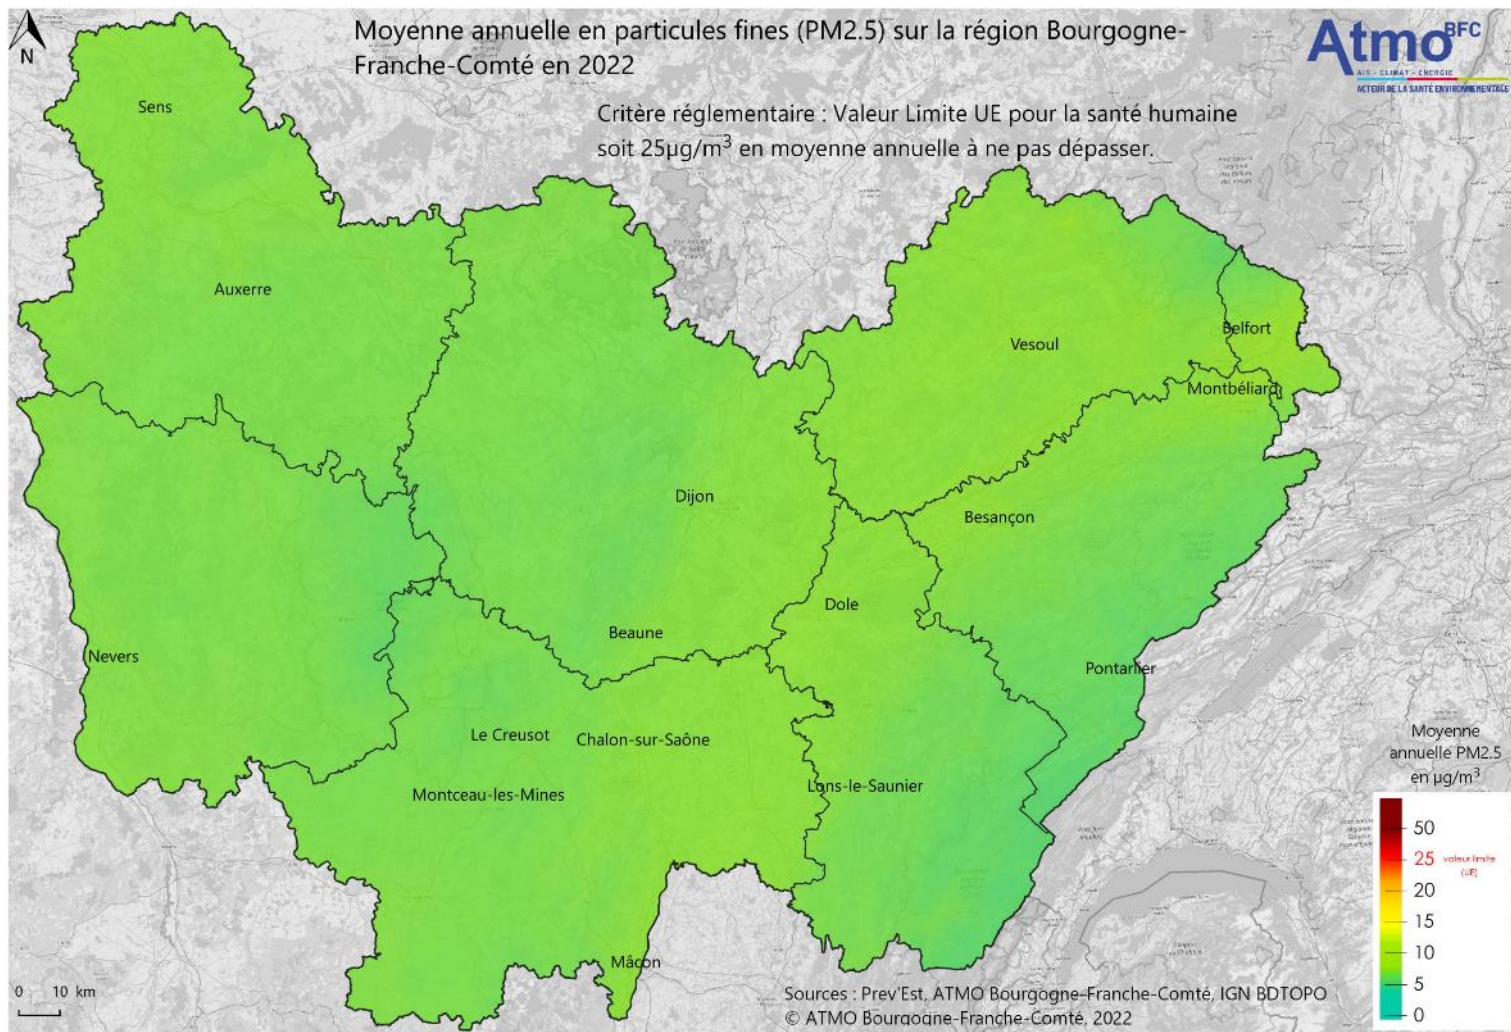 N
Moyenne annuelle en particules fines (PM2.5) sur la région Bourgogne-
Franche-Comté en 2022
Atmo BFC
AIR - CLIMAT - ÉNERGIE
ACTEUR DE LA SANTÉ ENVIRONNEMENTALE
Critère réglementaire : Valeur Limite UE pour la santé humaine
soit 25µg/m³ en moyenne annuelle à ne pas dépasser.
Sens
Auxerre
Belfort
Vesoul
Montbéliard
Dijon
Besançon
Dole
Beaune
Nevers
Pontarlier
Le Creusot
Chalon-sur-Saône
Lons-le-Saunier
Montceau-les-Mines
Mâcon
Moyenne
annuelle PM2.5
en µg/m³
50
25 valeur limite
(UE)
20
15
10
5
0
0 10 km
Sources : Prev'Est, ATMO Bourgogne-Franche-Comté, IGN BDTOPO
© ATMO Bourgogne-Franche-Comté, 2022